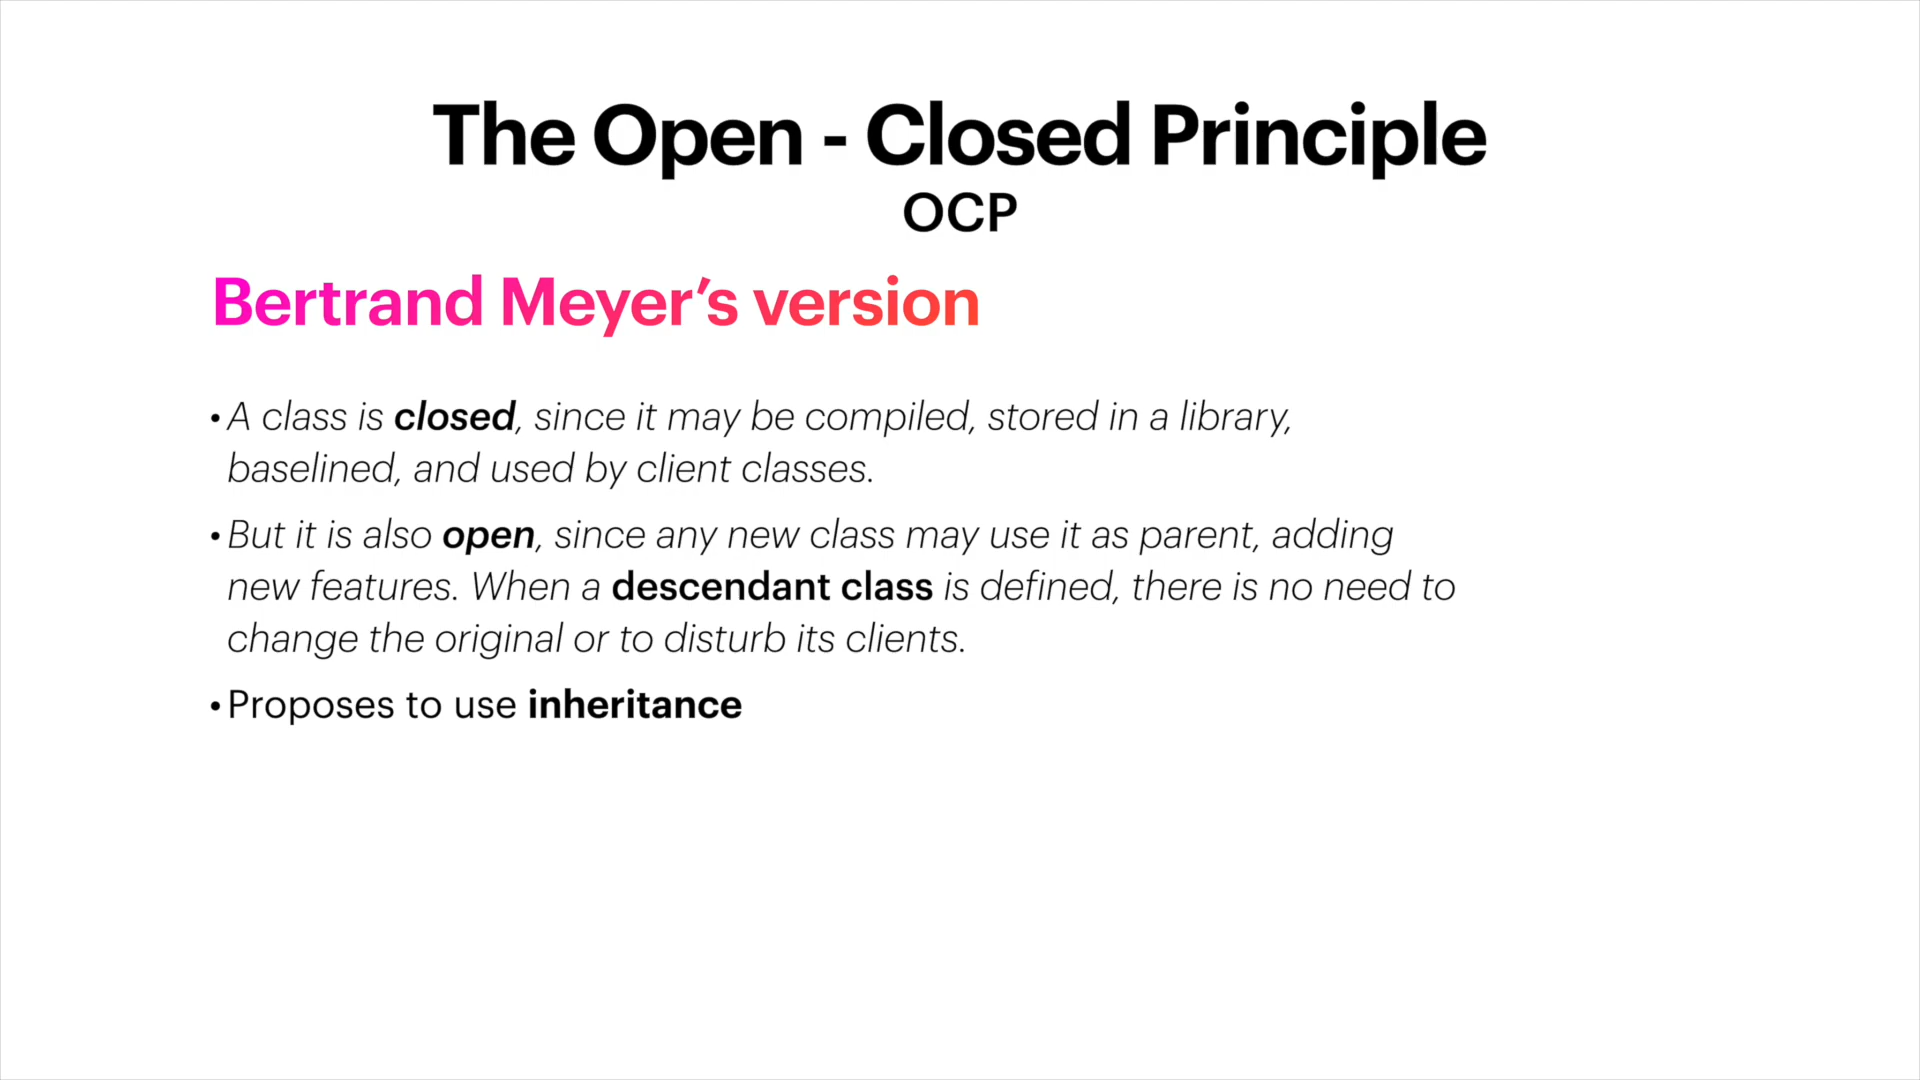 The Open - Closed Principle
OCP
Bertrand Meyer’s version
• A class is closed, since it may be compiled, stored in a library,
baselined, and used by client classes.
• But it is also open, since any new class may use it as parent, adding
new features. When a descendant class is defined, there is no need to
change the original or to disturb its clients.
• Proposes to use inheritance